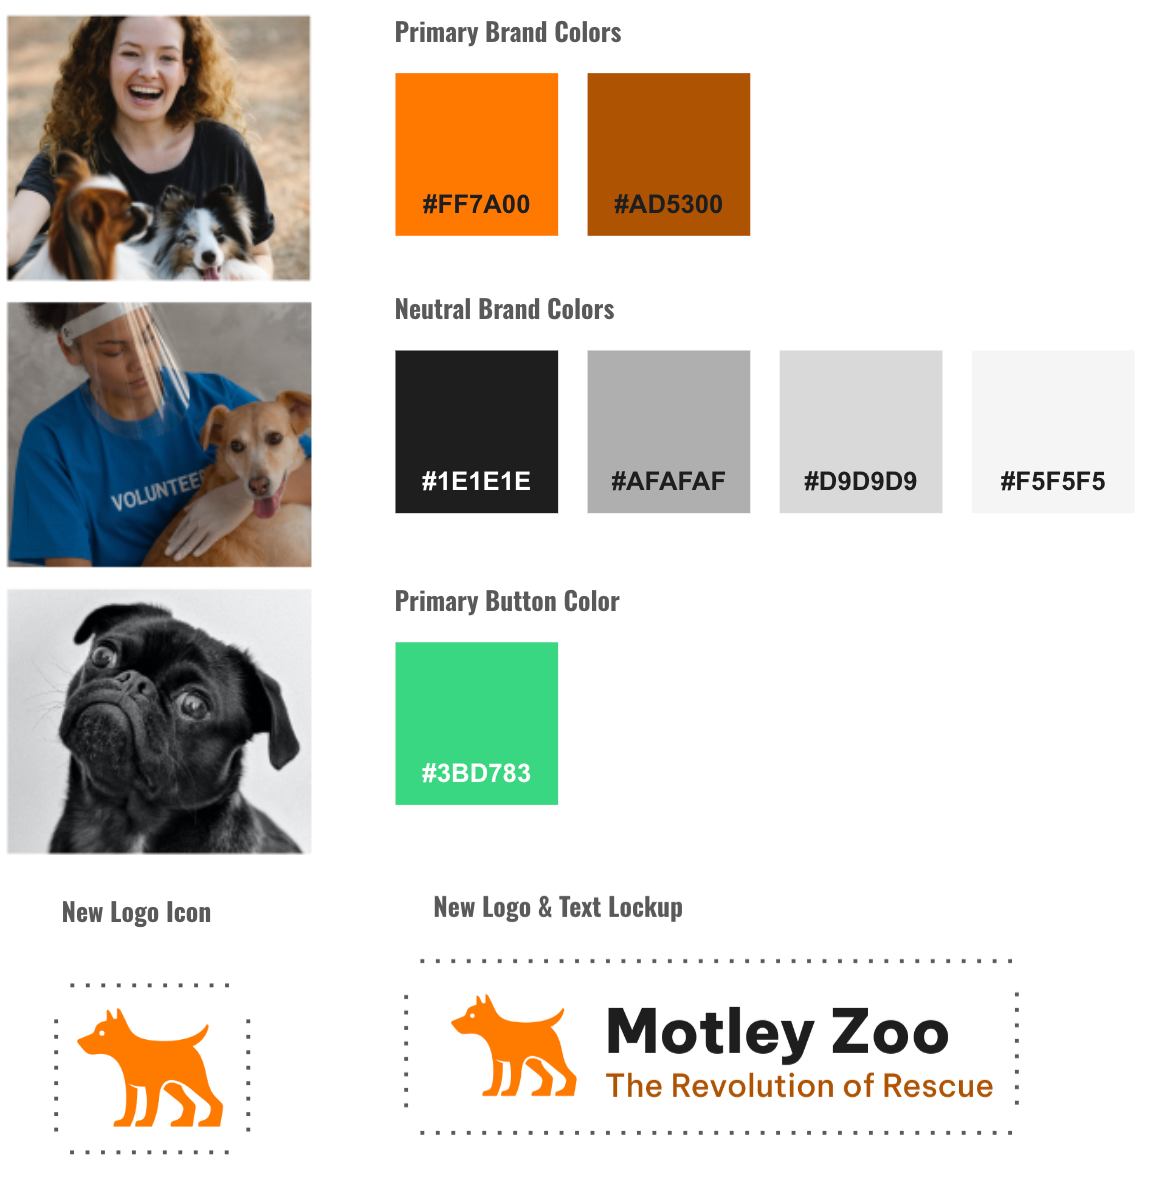 Primary Brand Colors
#FF7A00
#AD5300
Neutral Brand Colors
#1E1E1E
#AFAFAF
#D9D9D9
#F5F5F5
VOLUNTEE
Primary Button Color
#3BD783
New Logo Icon
New Logo & Text Lockup
Motley Zoo
The Revolution of Rescue